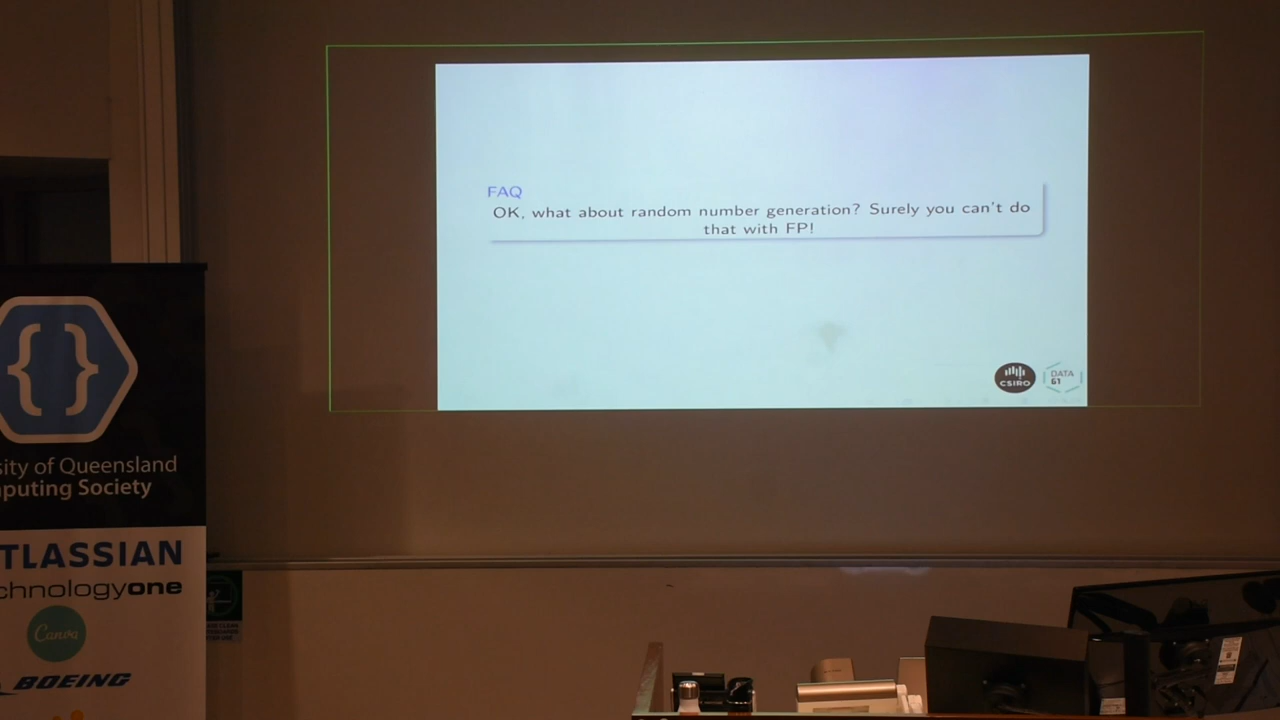 FAQ
OK, what about random number generation? Surely you can't do
that with FP!
CSIRO
DATA
61
{ }
sity of Queensland
puting Society
TLASSIAN
chnologyone
Canva
BOEING